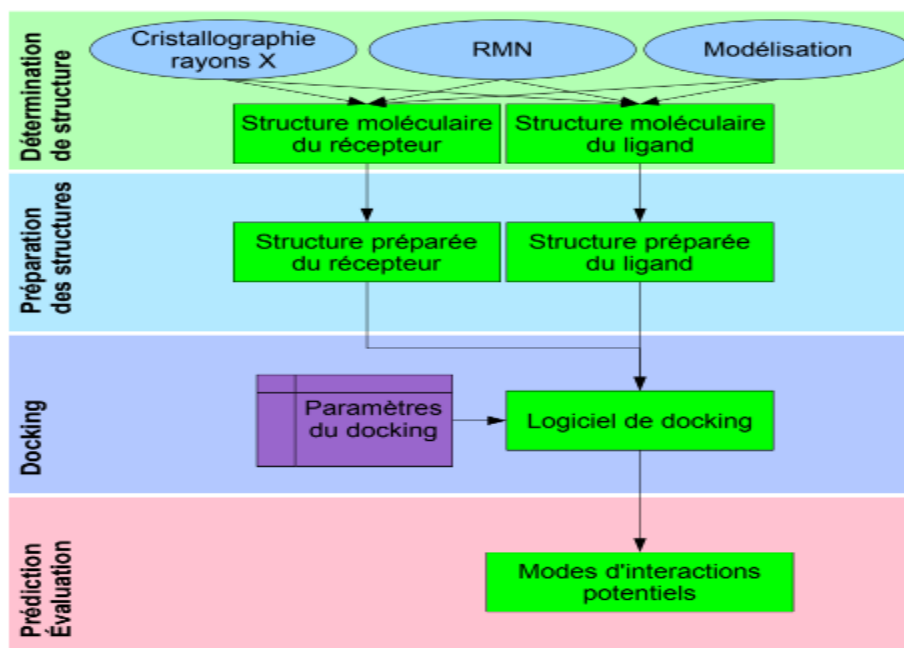 Détermination
de structure
Cristallographie
rayons X
RMN
Modélisation
Structure moléculaire
du récepteur
Structure moléculaire
du ligand
Préparation
des structures
Structure préparée
du récepteur
Structure préparée
du ligand
Docking
Paramètres
du docking
Logiciel de docking
Prédiction
Évaluation
Modes d'interactions
potentiels